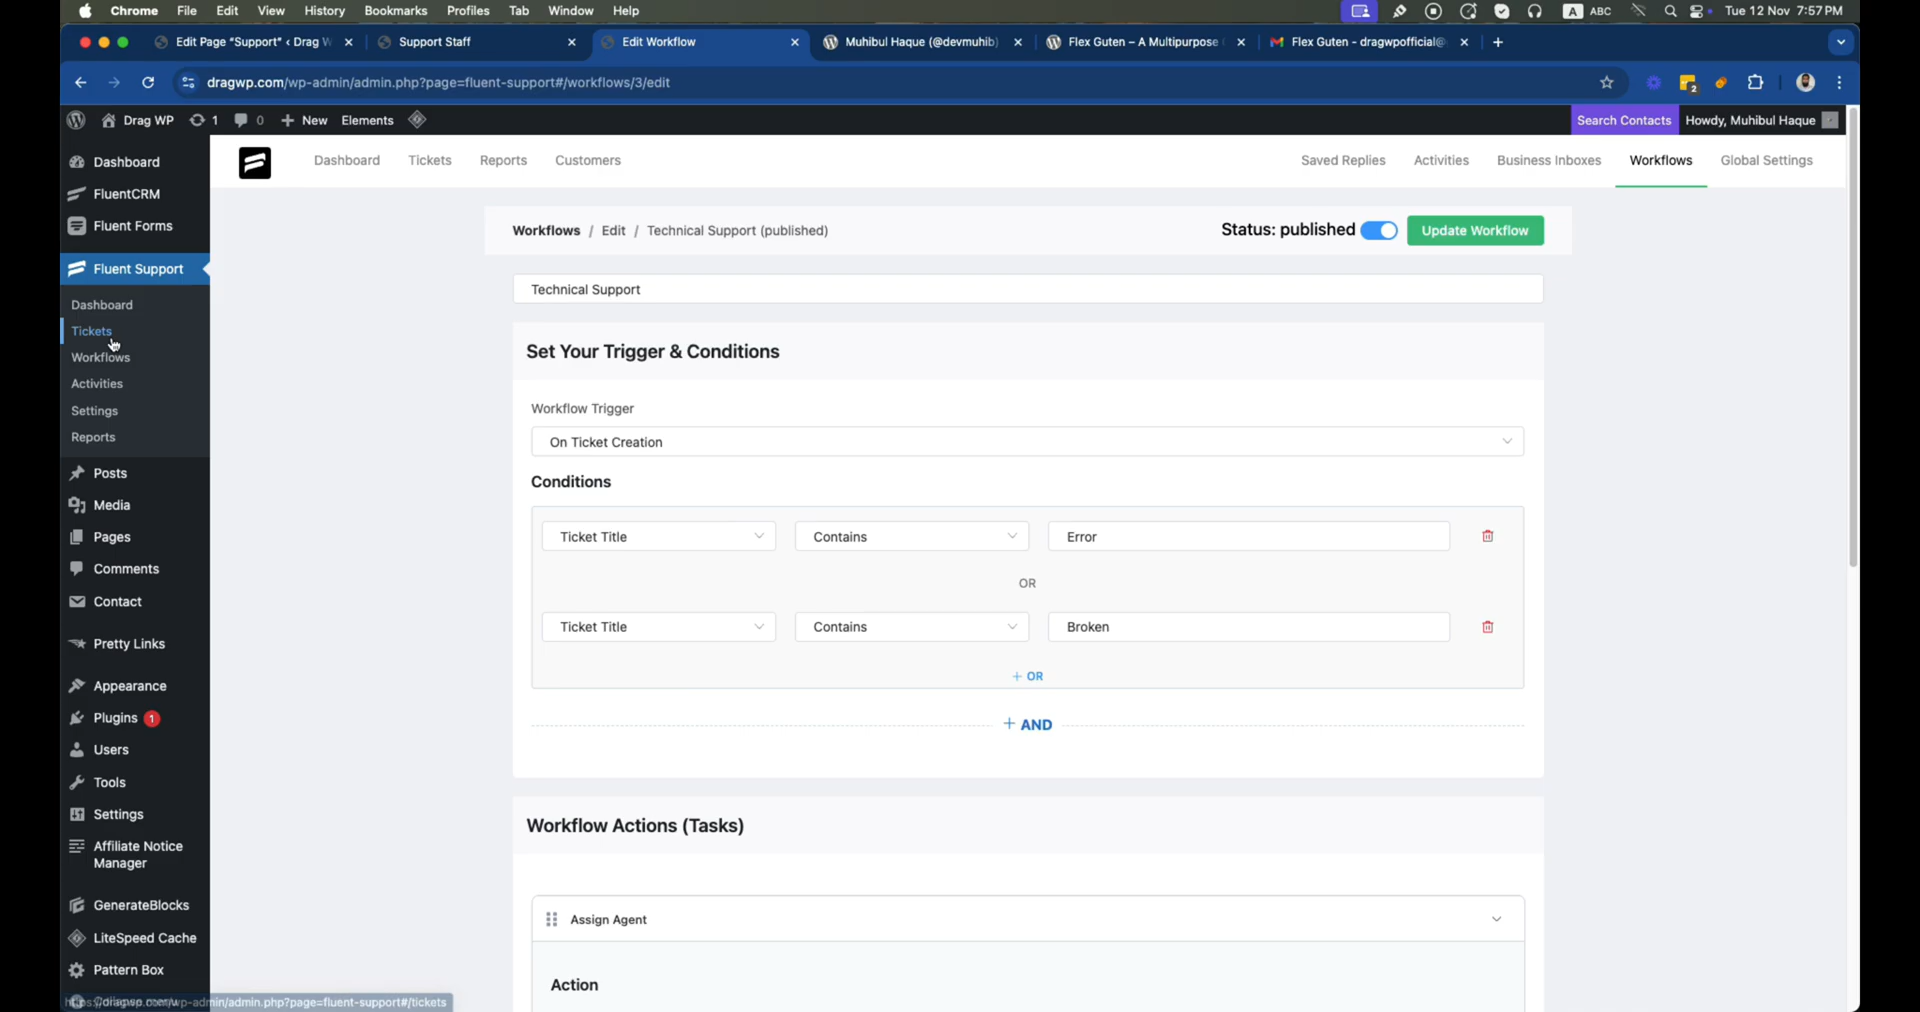 Chrome File Edit View History Bookmarks Profiles Tab Window Help A ABC Tue 12 Nov 7:57 PM
Edit Page "Support" ‹ Drag W Support Staff Edit Workflow Muhibul Haque (@devmuhib) Flex Guten – A Multipurpose Flex Guten - dragwpofficial@
dragwp.com/wp-admin/admin.php?page=fluent-support#/workflows/3/edit 2
Drag WP 1 0 New Elements Search Contacts Howdy, Muhibul Haque
Dashboard Tickets Reports Customers Saved Replies Activities Business Inboxes Workflows Global Settings
Dashboard
FluentCRM
Fluent Forms
Fluent Support
Dashboard
Tickets
Workflows
Activities
Settings
Reports
Posts
Media
Pages
Comments
Contact
Pretty Links
Appearance
Plugins 1
Users
Tools
Settings
Affiliate Notice
Manager
GenerateBlocks
LiteSpeed Cache
Pattern Box
Workflows / Edit / Technical Support (published) Status: published Update Workflow
Technical Support
Set Your Trigger & Conditions
Workflow Trigger
On Ticket Creation
Conditions
Ticket Title Contains Error
OR
Ticket Title Contains Broken
+ OR
+ AND
Workflow Actions (Tasks)
Assign Agent
Action
https://dragwp.com/wp-admin/admin.php?page=fluent-support#/tickets